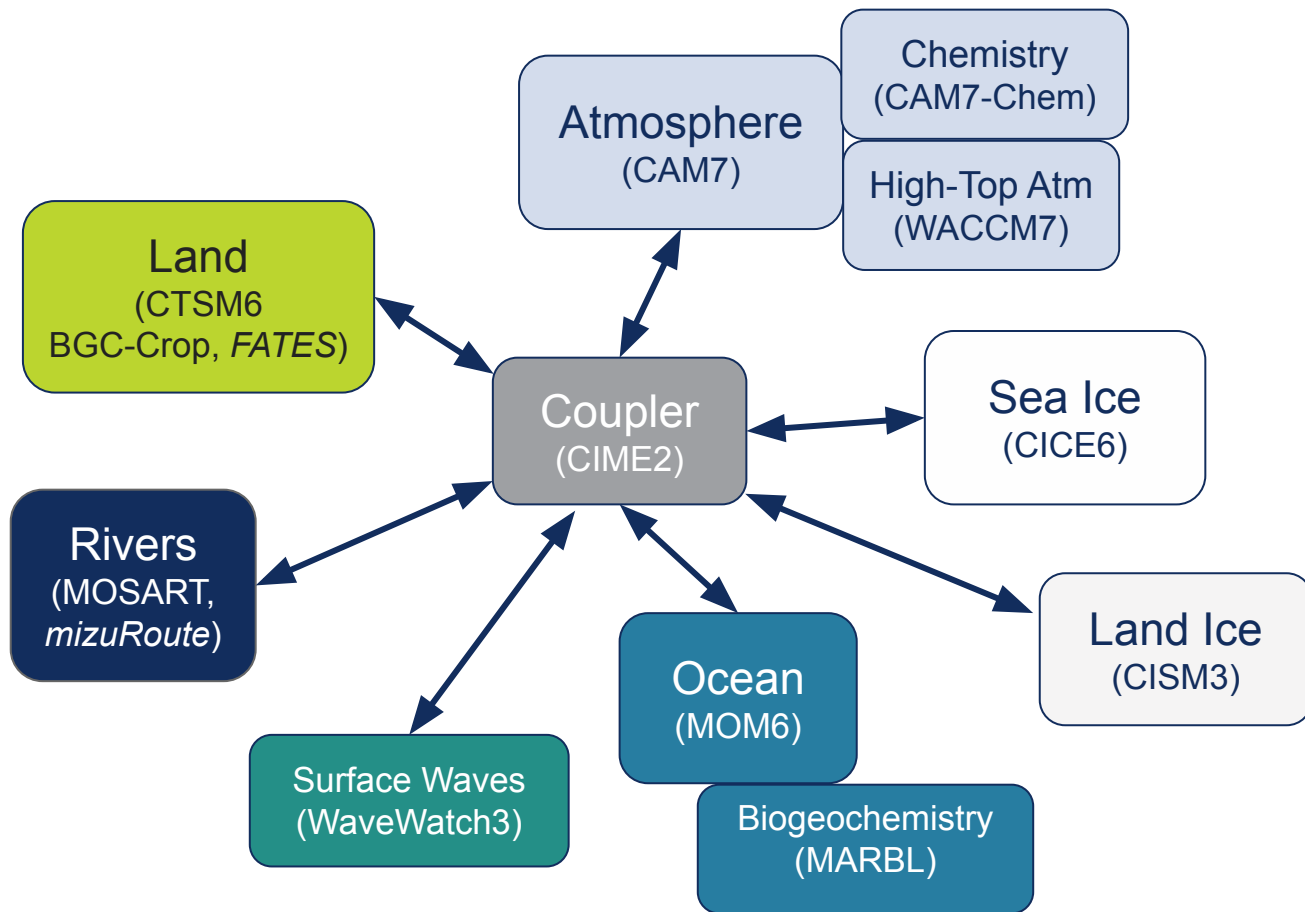 Chemistry
(CAM7-Chem)
Atmosphere
(CAM7)
High-Top Atm
(WACCM7)
Land
(CTSM6
BGC-Crop, FATES)
Coupler
(CIME2)
Sea Ice
(CICE6)
Rivers
(MOSART,
mizuRoute)
Land Ice
(CISM3)
Ocean
(MOM6)
Surface Waves
(WaveWatch3)
Biogeochemistry
(MARBL)